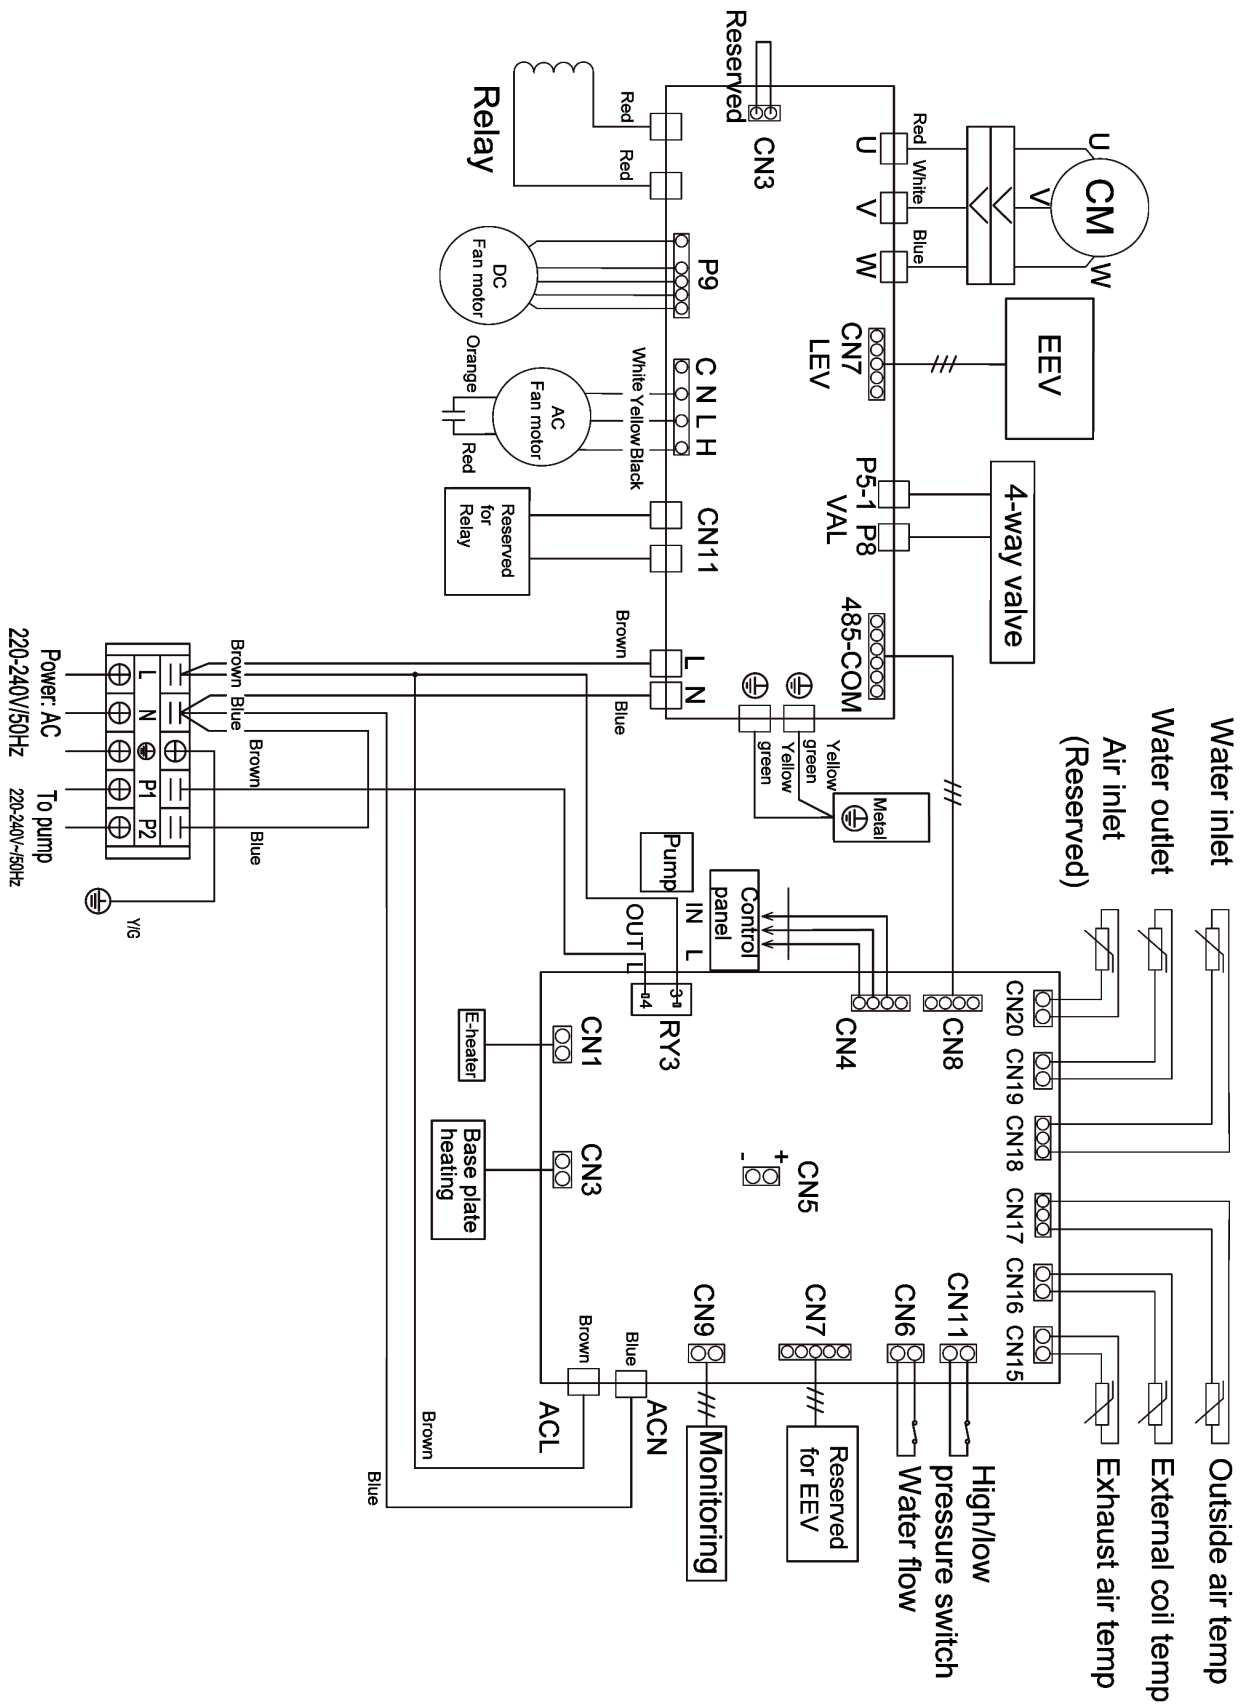 Reserved
CN3
Relay
Red
Red
U
V
W
Red
White
Blue
U
V
W
CM
P9
DC
Fan motor
CN7
LEV
EEV
C N L H
White
Yellow
Black
AC
Fan motor
Orange
Red
P5-1
P8
VAL
4-way valve
CN11
Reserved
for
Relay
485-COM
L
N
Brown
Blue
Yellow
green
Yellow
green
Metal
Power: AC
220-240V/50Hz
To pump
220-240V~/50Hz
L
N
P1
P2
Brown
Blue
Brown
Blue
Y/G
Water inlet
Water outlet
Air inlet
(Reserved)
Pump
IN L
OUT L
Control
panel
3
4
RY3
CN4
CN8
CN20
CN19
CN18
CN17
CN16
CN15
CN1
E-heater
CN3
Base plate
heating
+
-
CN5
CN9
CN7
CN6
CN11
Brown
Blue
ACL
ACN
Brown
Blue
Monitoring
Reserved
for EEV
Water flow
High/low
pressure switch
Exhaust air temp
External coil temp
Outside air temp